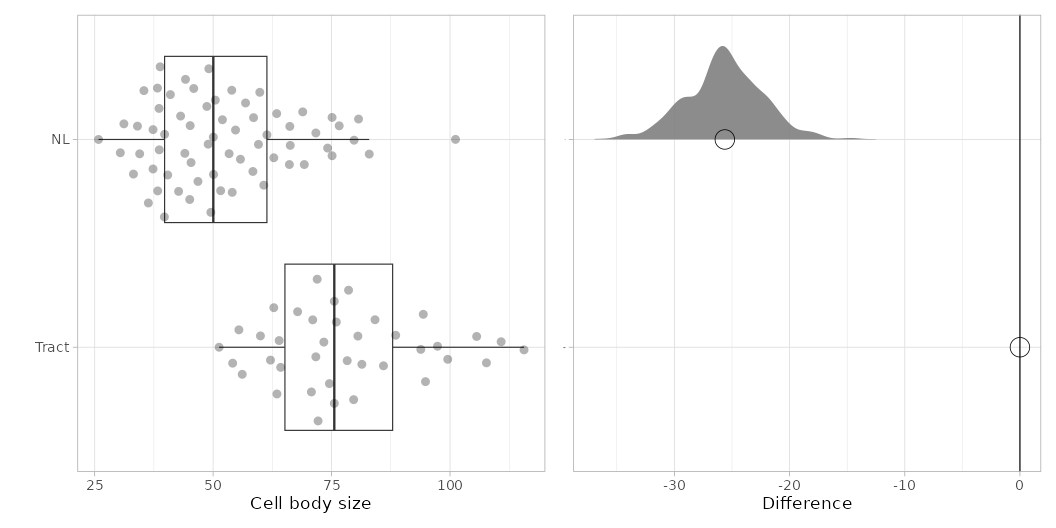 NL
Tract
25 50 75 100
Cell body size
-30 -20 -10 0
Difference